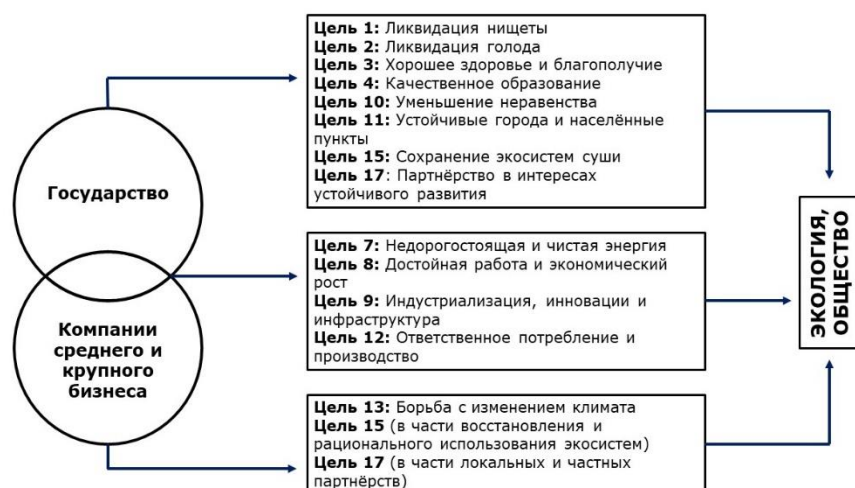 Государство
Компании
среднего и
крупного
бизнеса
Цель 1: Ликвидация нищеты
Цель 2: Ликвидация голода
Цель 3: Хорошее здоровье и благополучие
Цель 4: Качественное образование
Цель 10: Уменьшение неравенства
Цель 11: Устойчивые города и населённые
пункты
Цель 15: Сохранение экосистем суши
Цель 17: Партнёрство в интересах
устойчивого развития
Цель 7: Недорогостоящая и чистая энергия
Цель 8: Достойная работа и экономический
рост
Цель 9: Индустриализация, инновации и
инфраструктура
Цель 12: Ответственное потребление и
производство
Цель 13: Борьба с изменением климата
Цель 15 (в части восстановления и
рационального использования экосистем)
Цель 17 (в части локальных и частных
партнёрств)
ЭКОЛОГИЯ,
ОБЩЕСТВО